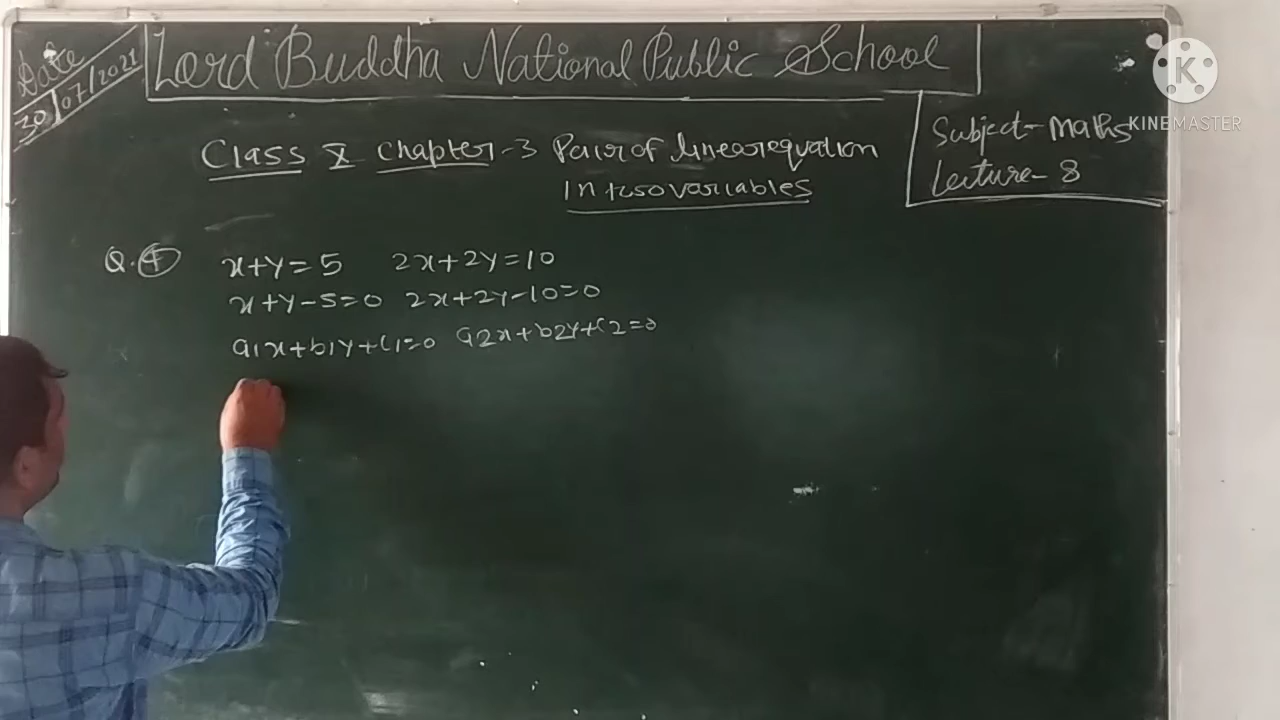 Date
30/07/2021
Lord Buddha National Public School
K
KINEMASTER
Subject- Maths
Lecture- 8
Class X Chapter-3 Pair of linear equation
In two variables
Q.4 x+y=5 2x+2y=10
x+y-5=0 2x+2y-10=0
a1x+b1y+c1=0 a2x+b2y+c2=0